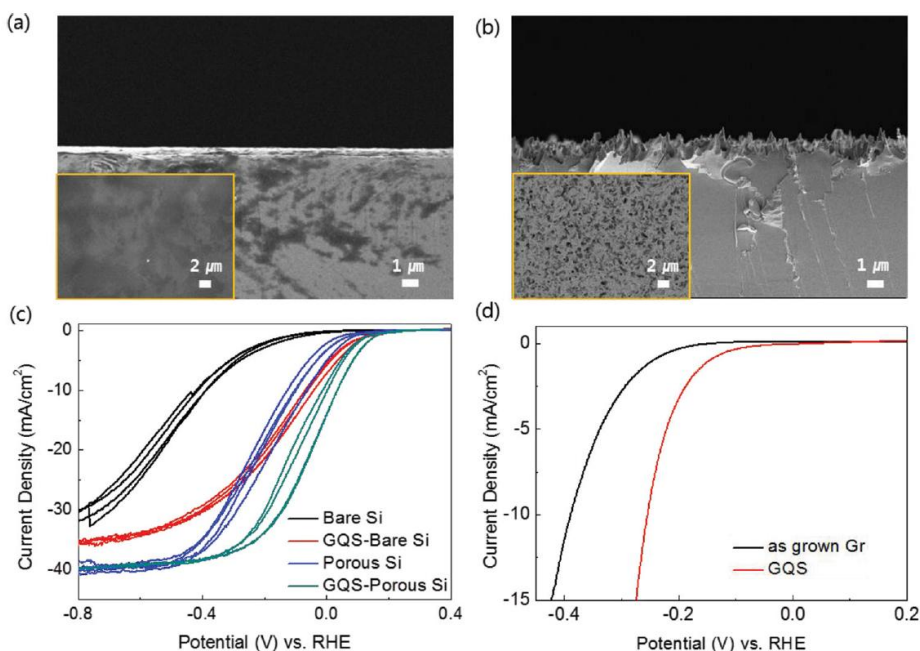 (a)
2 μm
1 μm
(b)
2 μm
1 μm
(c)
Current Density (mA/cm²)
0
-10
-20
-30
-40
Bare Si
GQS-Bare Si
Porous Si
GQS-Porous Si
-0.8
-0.4
0.0
0.4
Potential (V) vs. RHE
(d)
Current Density (mA/cm²)
0
-5
-10
-15
as grown Gr
GQS
-0.4
-0.2
0.0
0.2
Potential (V) vs. RHE